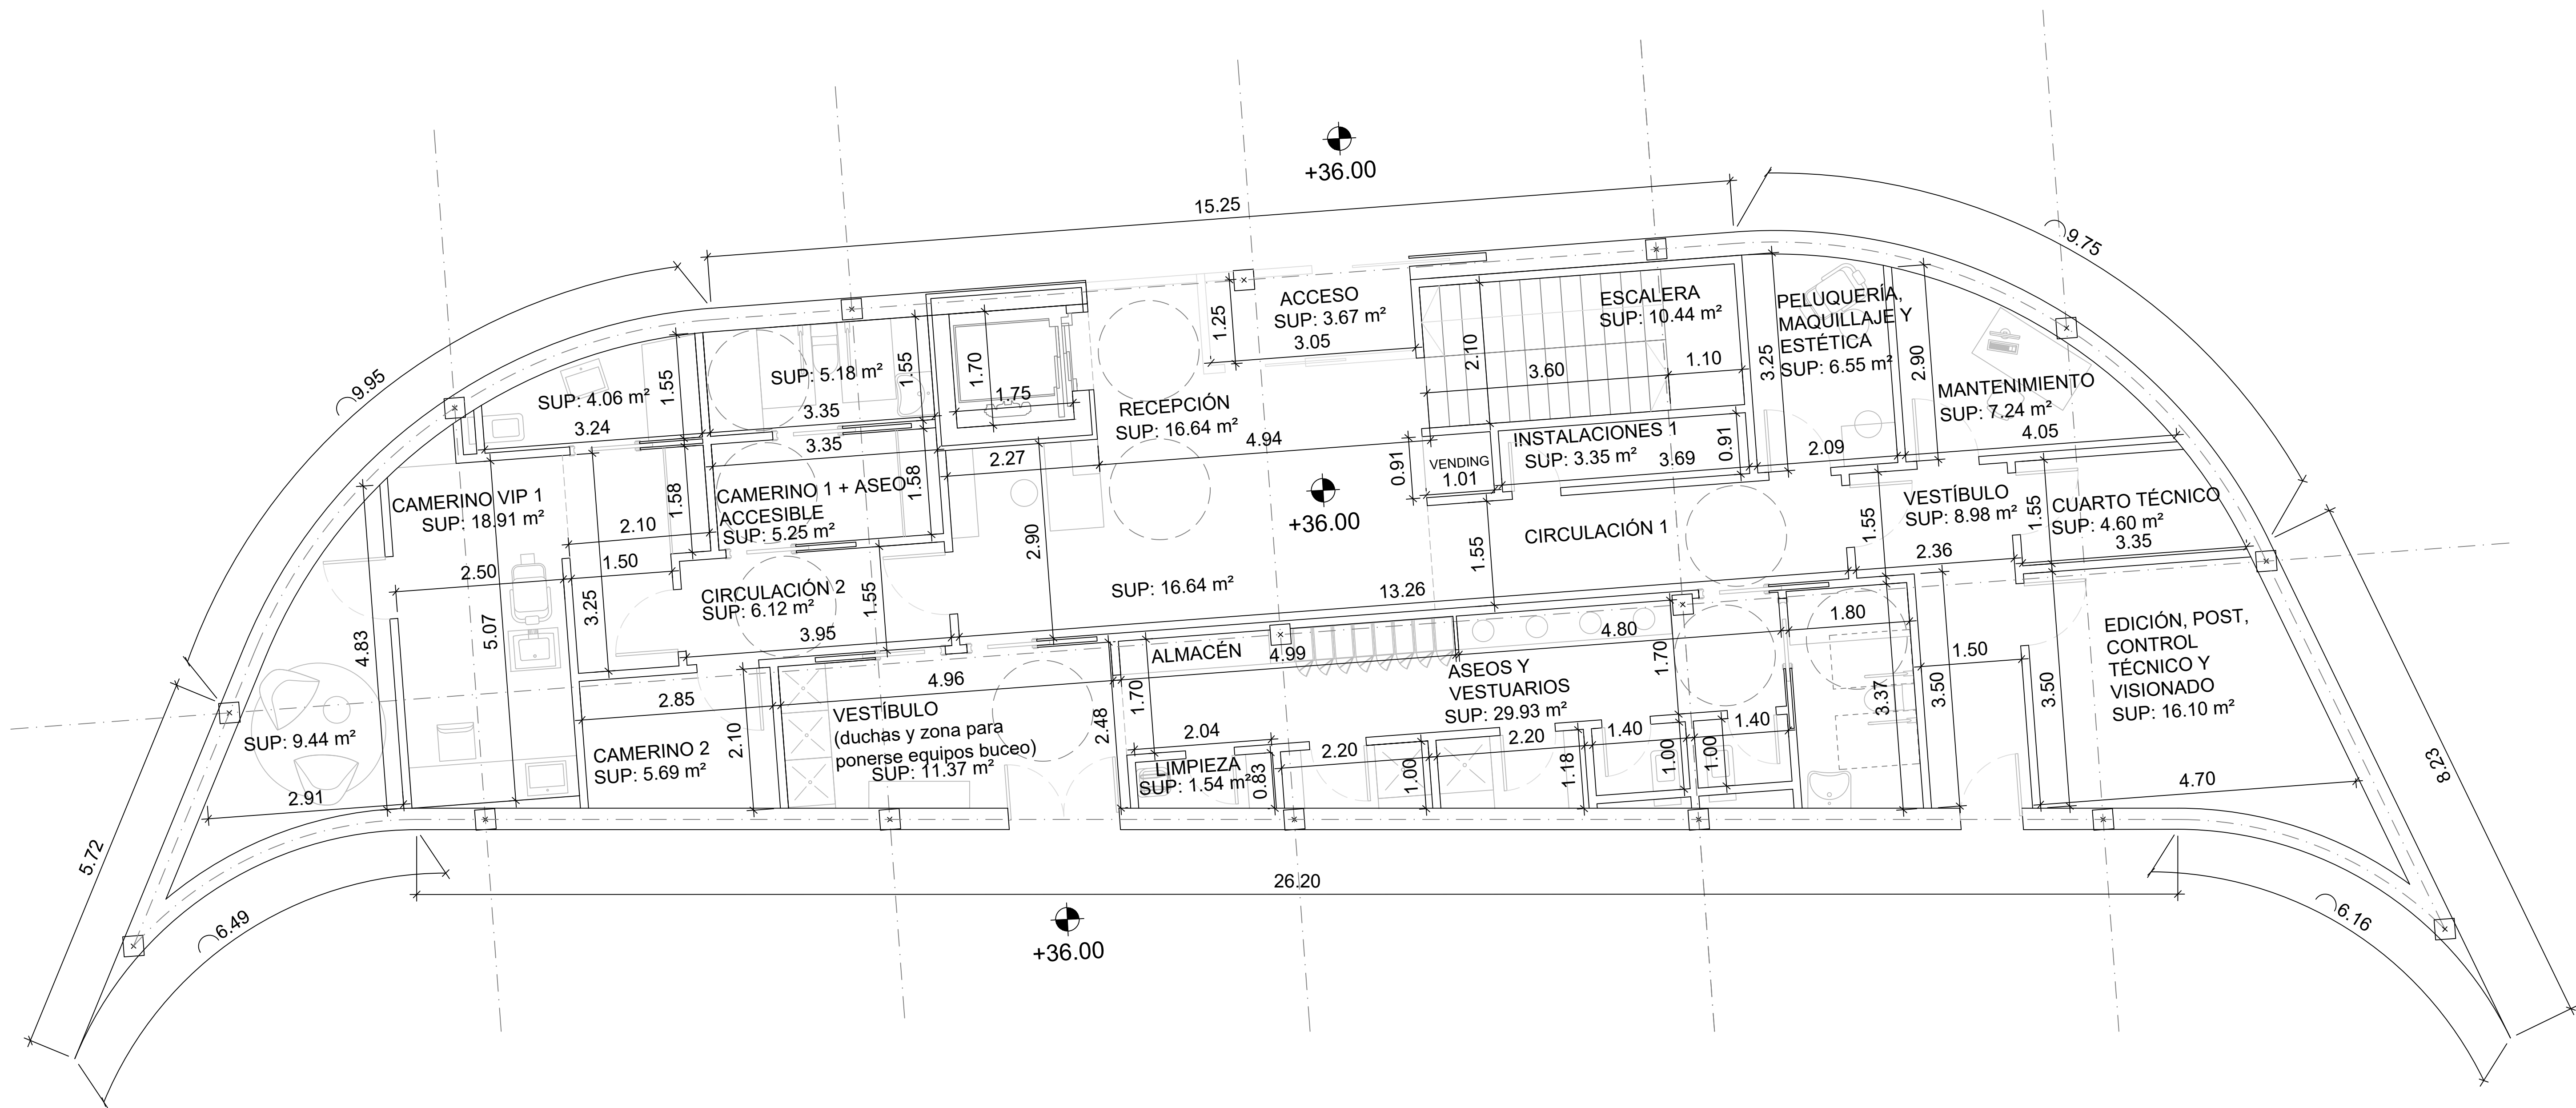 +36.00
15.25
9.75
9.95
ACCESO
SUP: 3.67 m²
3.05
1.25
ESCALERA
SUP: 10.44 m²
2.10
3.60
1.10
3.25
PELUQUERÍA,
MAQUILLAJE Y
ESTÉTICA
SUP: 6.55 m²
2.09
2.90
MANTENIMIENTO
SUP: 7.24 m²
4.05
SUP: 4.06 m²
3.24
1.55
SUP: 5.18 m²
3.35
1.55
1.70
1.75
RECEPCIÓN
SUP: 16.64 m²
4.94
2.27
3.35
INSTALACIONES 1
SUP: 3.35 m²
3.69
0.91
0.91
VENDING
1.01
CAMERINO VIP 1
SUP: 18.91 m²
2.10
1.58
CAMERINO 1 + ASEO
ACCESIBLE
SUP: 5.25 m²
1.58
+36.00
2.90
CIRCULACIÓN 1
1.55
1.55
VESTÍBULO
SUP: 8.98 m²
2.36
1.55
CUARTO TÉCNICO
SUP: 4.60 m²
3.35
2.50
1.50
3.25
5.07
4.83
CIRCULACIÓN 2
SUP: 6.12 m²
3.95
1.55
SUP: 16.64 m²
13.26
1.80
4.80
1.50
3.50
3.50
3.37
EDICIÓN, POST,
CONTROL
TÉCNICO Y
VISIONADO
SUP: 16.10 m²
4.70
ALMACÉN
4.99
1.70
ASEOS Y
VESTUARIOS
SUP: 29.93 m²
1.70
2.85
4.96
2.48
2.10
CAMERINO 2
SUP: 5.69 m²
VESTÍBULO
(duchas y zona para
ponerse equipos buceo)
SUP: 11.37 m²
2.04
LIMPIEZA
SUP: 1.54 m²
0.83
2.20
1.00
2.20
1.18
1.40
1.00
1.00
1.40
SUP: 9.44 m²
2.91
5.72
8.23
26.20
6.49
6.16
+36.00